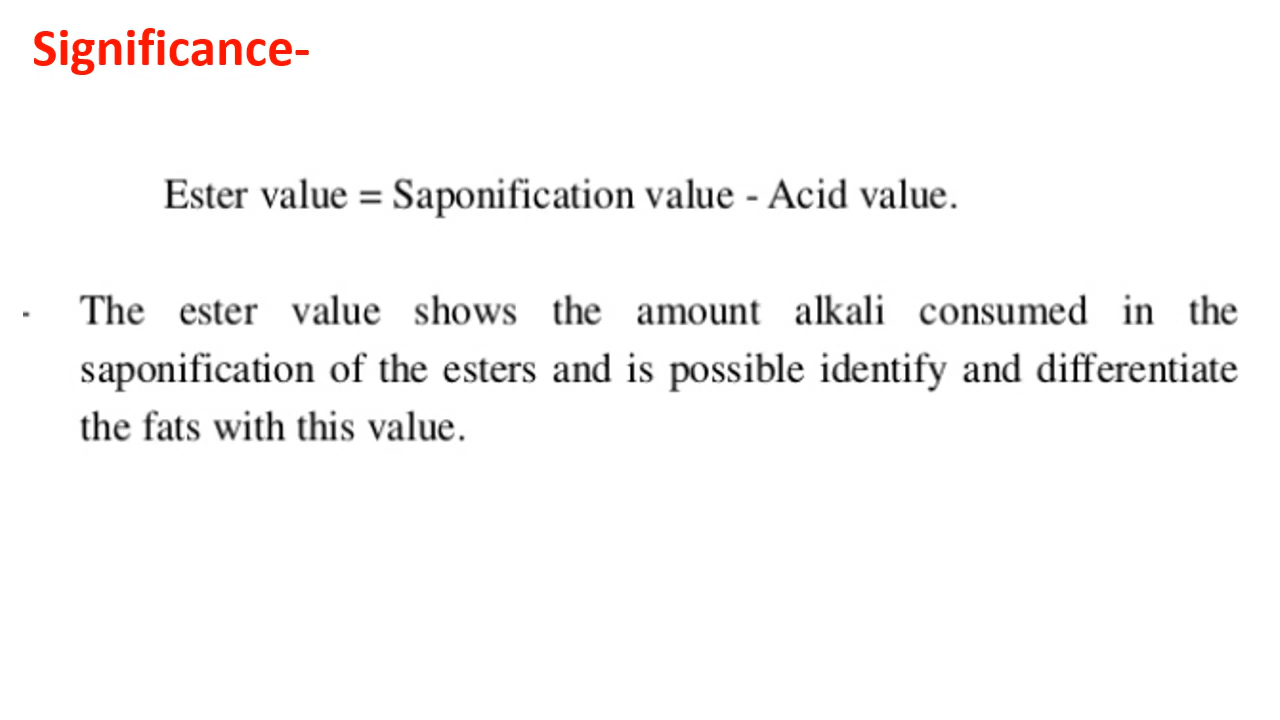 Significance-
Ester value = Saponification value - Acid value.
- The ester value shows the amount alkali consumed in the
saponification of the esters and is possible identify and differentiate
the fats with this value.